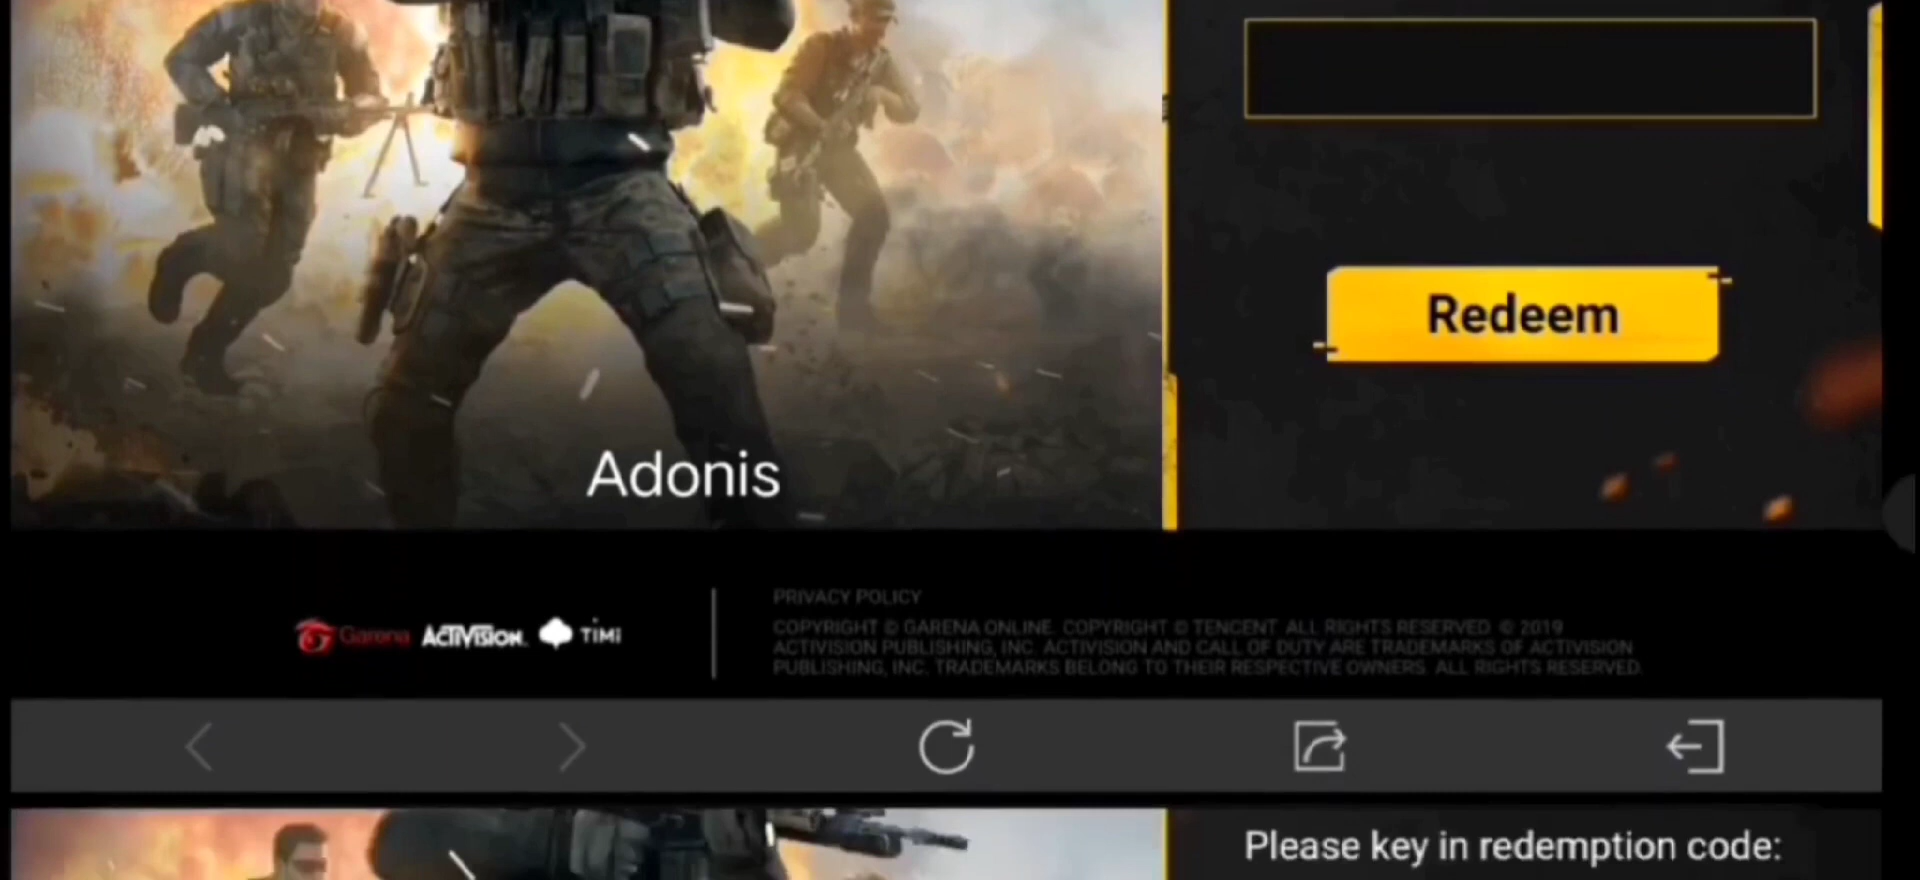 Redeem
Adonis
Garena ACTIVISION. TiMi
PRIVACY POLICY
COPYRIGHT © GARENA ONLINE. COPYRIGHT © TENCENT. ALL RIGHTS RESERVED. © 2019
ACTIVISION PUBLISHING, INC. ACTIVISION AND CALL OF DUTY ARE TRADEMARKS OF ACTIVISION
PUBLISHING, INC. TRADEMARKS BELONG TO THEIR RESPECTIVE OWNERS. ALL RIGHTS RESERVED.
Please key in redemption code: